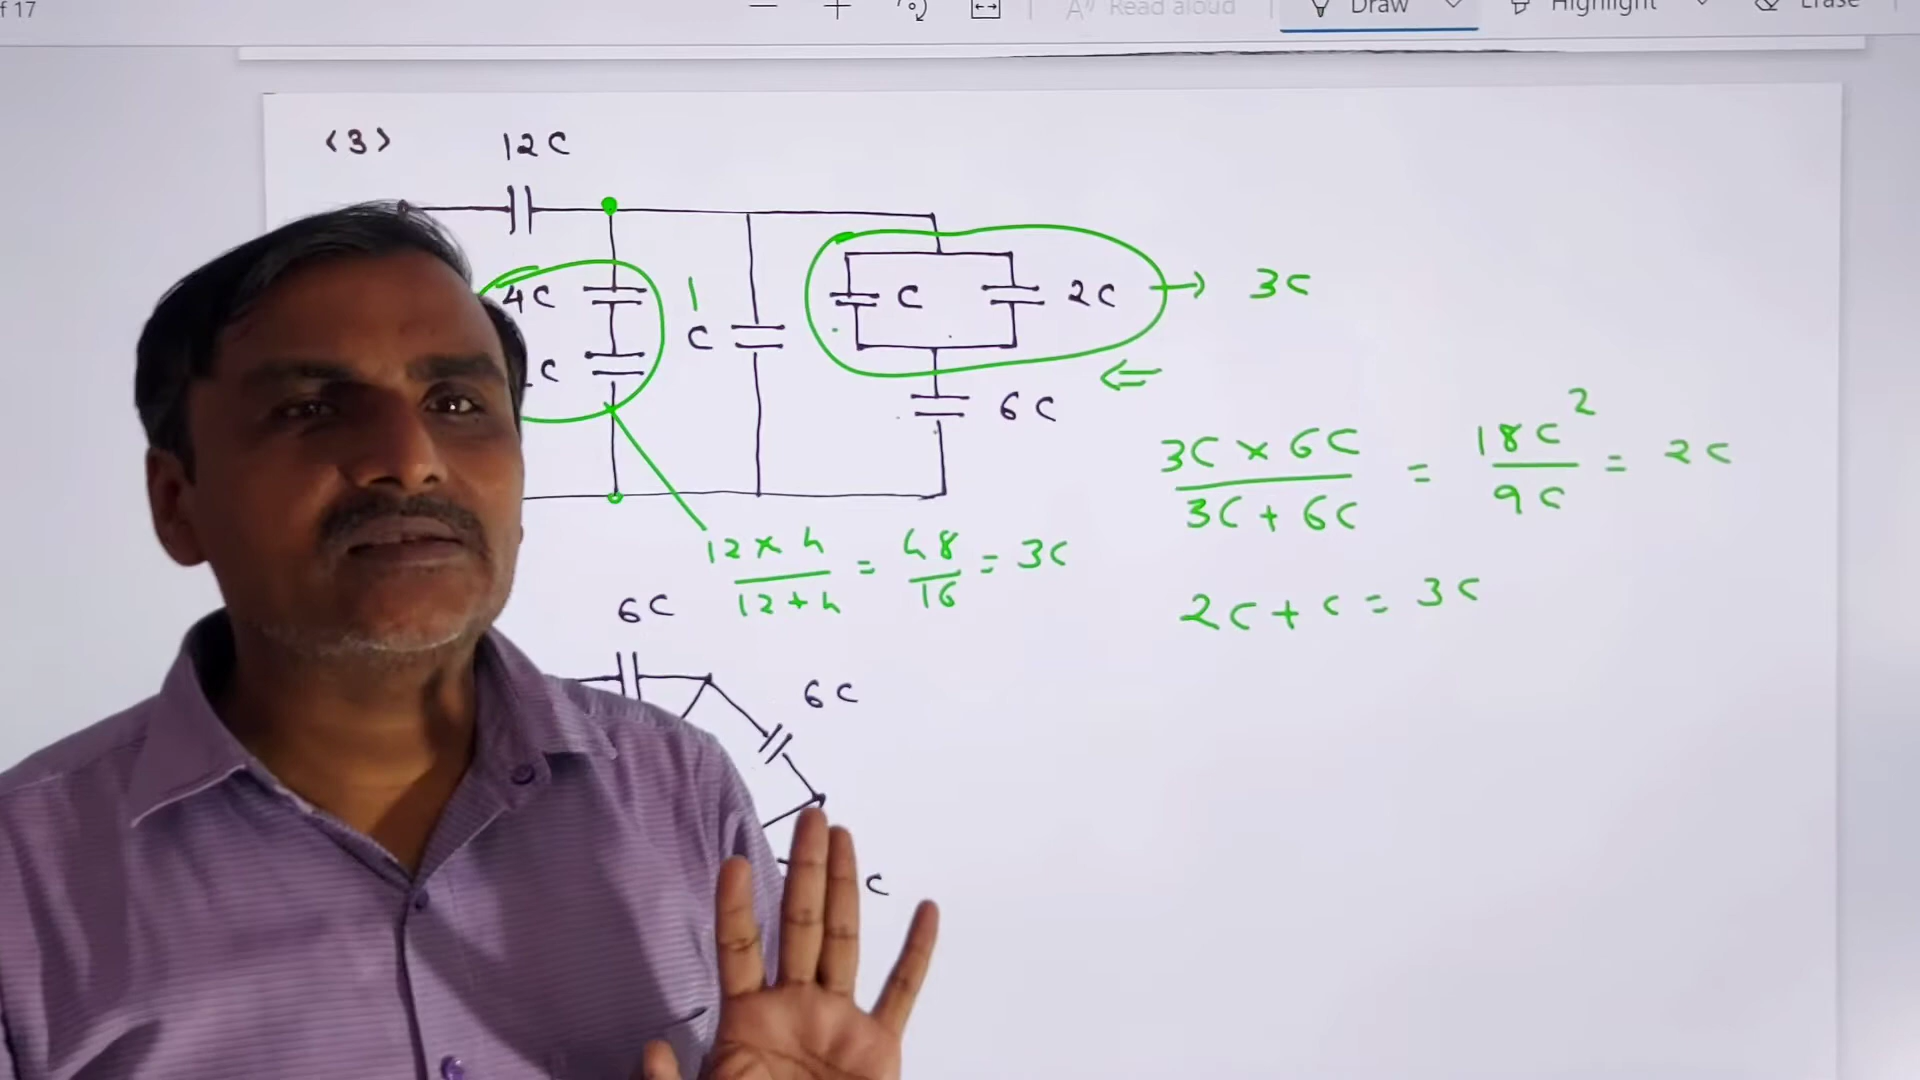 f 17
Read aloud
Draw
Highlight
Erase
<3>
12C
4C
C
C
2C
→ 3C
C
6C
⇐
3C × 6C / 3C + 6C = 18C² / 9C = 2C
12 × 4 / 12 + 4 = 48 / 16 = 3C
2C + C = 3C
6C
6C
C